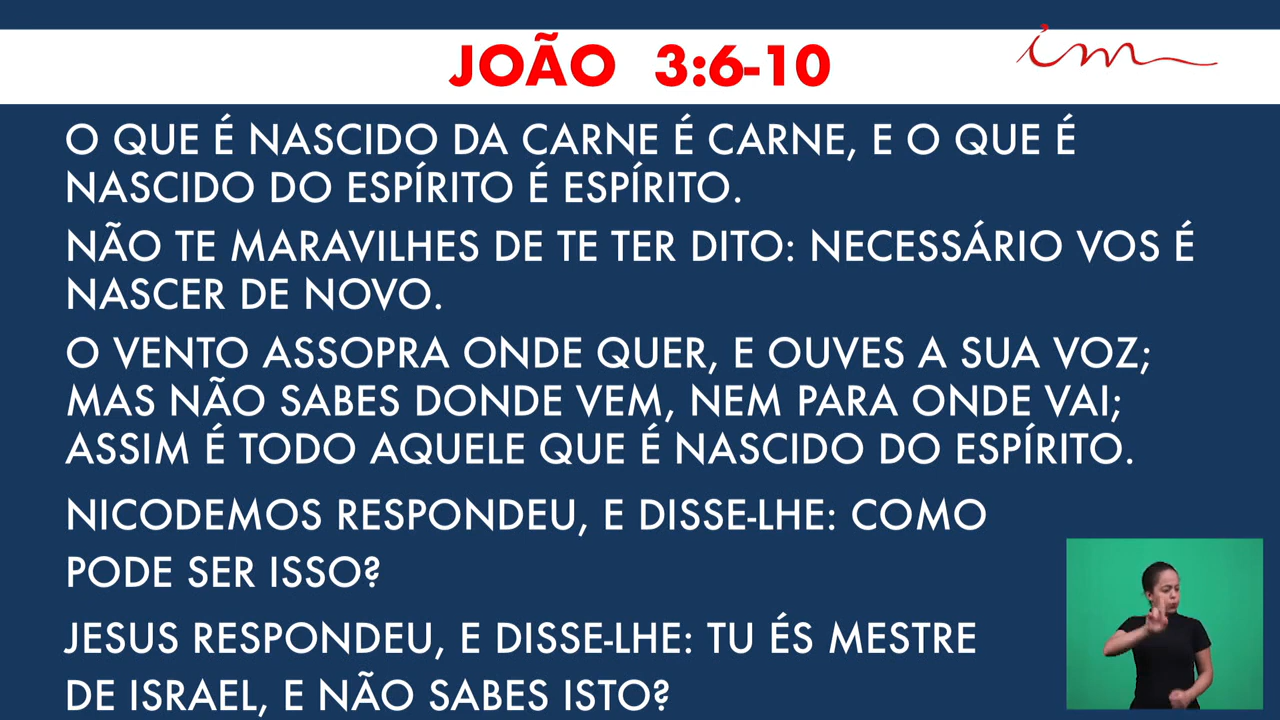 JOÃO 3:6-10
im
O QUE É NASCIDO DA CARNE É CARNE, E O QUE É
NASCIDO DO ESPÍRITO É ESPÍRITO.
NÃO TE MARAVILHES DE TE TER DITO: NECESSÁRIO VOS É
NASCER DE NOVO.
O VENTO ASSOPRA ONDE QUER, E OUVES A SUA VOZ;
MAS NÃO SABES DONDE VEM, NEM PARA ONDE VAI;
ASSIM É TODO AQUELE QUE É NASCIDO DO ESPÍRITO.
NICODEMOS RESPONDEU, E DISSE-LHE: COMO
PODE SER ISSO?
JESUS RESPONDEU, E DISSE-LHE: TU ÉS MESTRE
DE ISRAEL, E NÃO SABES ISTO?